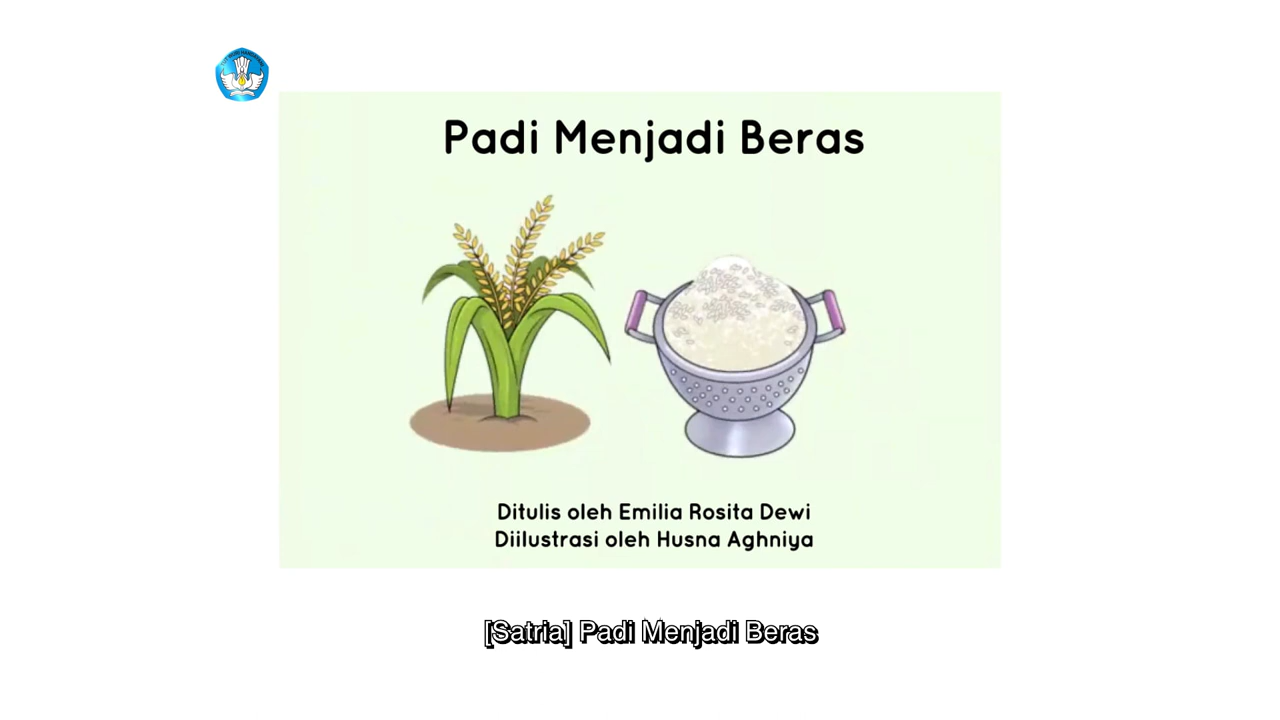 Padi Menjadi Beras
Ditulis oleh Emilia Rosita Dewi
Diilustrasi oleh Husna Aghniya
[Satria] Padi Menjadi Beras